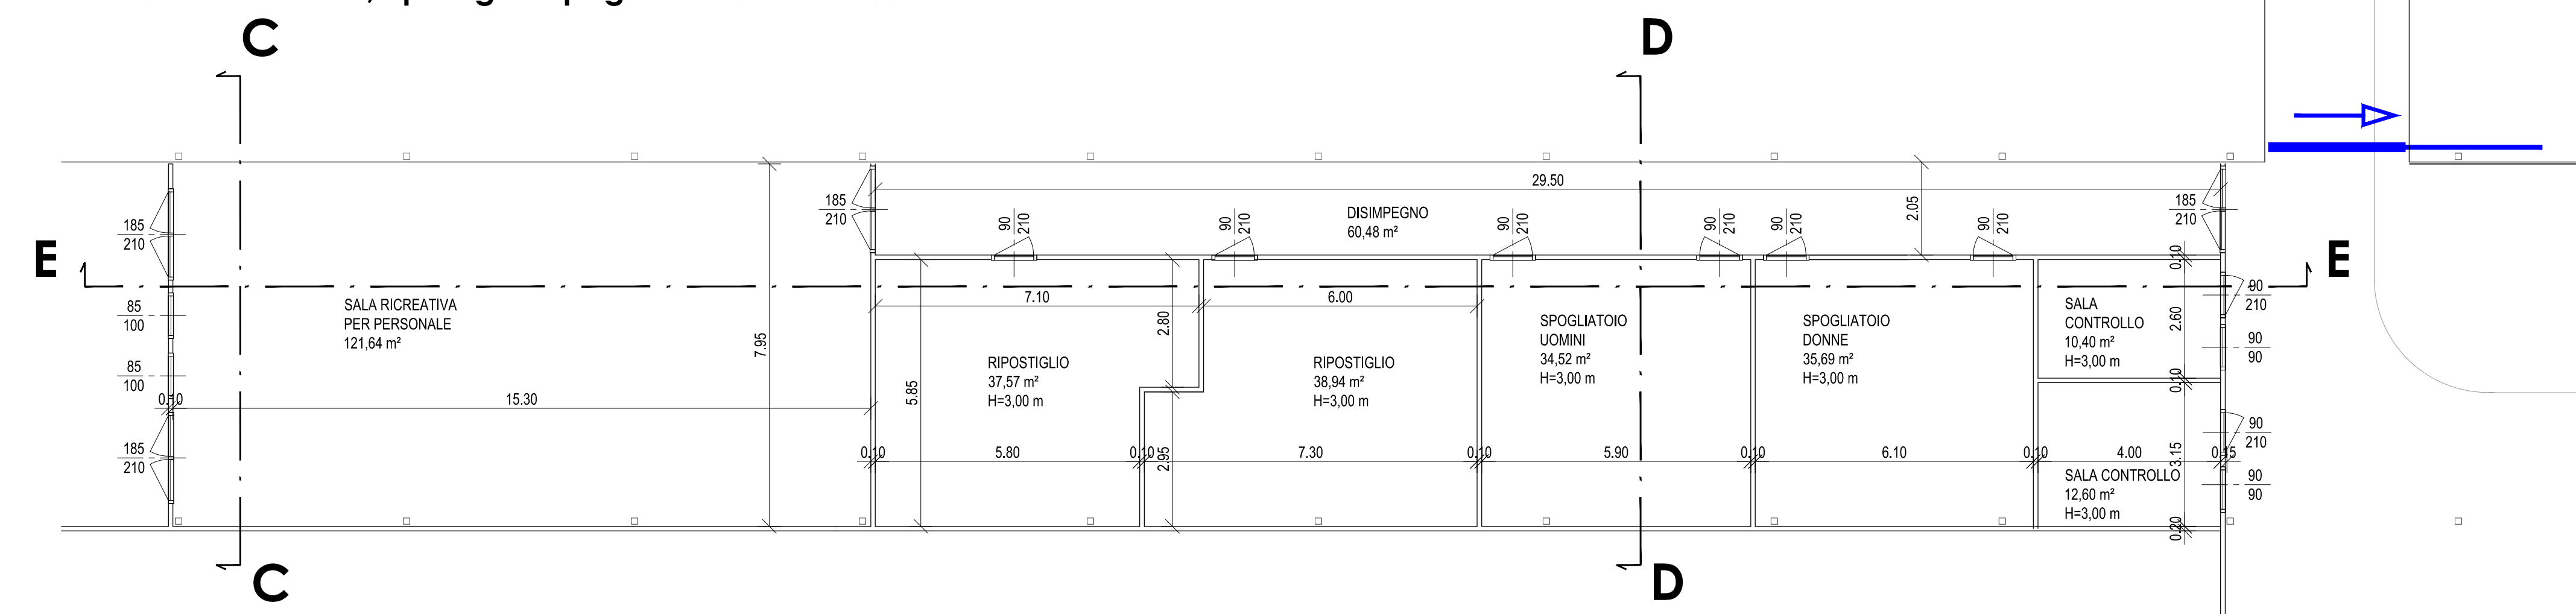 C
D
29.50
185
210
185
210
90
210
90
210
DISIMPEGNO
60,48 m²
90
210
90
210
90
210
90
210
2.05
185
210
E
E
0.10
SALA RICREATIVA
PER PERSONALE
121,64 m²
85
100
85
100
7.95
7.10
6.00
2.80
SPOGLIATOIO
UOMINI
34,52 m²
H=3,00 m
SPOGLIATOIO
DONNE
35,69 m²
H=3,00 m
SALA
CONTROLLO
10,40 m²
H=3,00 m
2.60
90
210
90
90
RIPOSTIGLIO
37,57 m²
H=3,00 m
RIPOSTIGLIO
38,94 m²
H=3,00 m
5.85
0.10
15.30
0.10
185
210
0.10
5.80
0.10
2.95
7.30
0.10
5.90
0.10
6.10
0.10
4.00
3.15
90
210
SALA CONTROLLO
12,60 m²
H=3,00 m
90
90
0.20
C
D